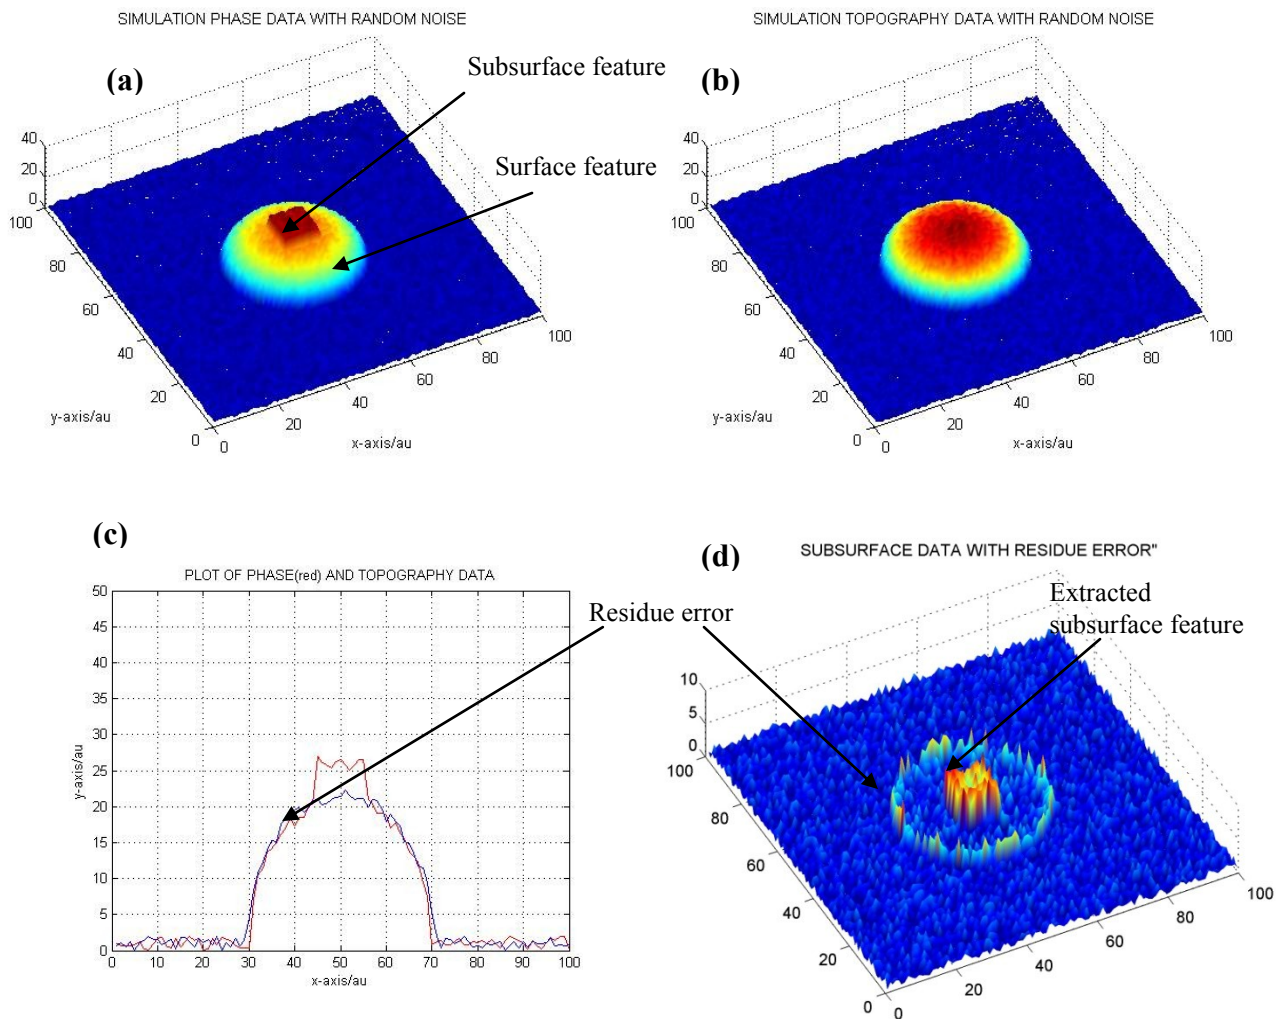 SIMULATION PHASE DATA WITH RANDOM NOISE
(a)
Subsurface feature
Surface feature
40
20
0
100
80
60
40
20
0
y-axis/au
0
20
40
60
80
100
x-axis/au
SIMULATION TOPOGRAPHY DATA WITH RANDOM NOISE
(b)
40
20
0
100
80
60
40
20
0
y-axis/au
0
20
40
60
80
100
x-axis/au
(c)
PLOT OF PHASE(red) AND TOPOGRAPHY DATA
50
45
40
35
30
25
20
15
10
5
0
y-axis/au
0 10 20 30 40 50 60 70 80 90 100
x-axis/au
Residue error
(d)
SUBSURFACE DATA WITH RESIDUE ERROR"
Extracted
subsurface feature
10
5
0
100
80
60
40
20
0
0
20
40
60
80
100